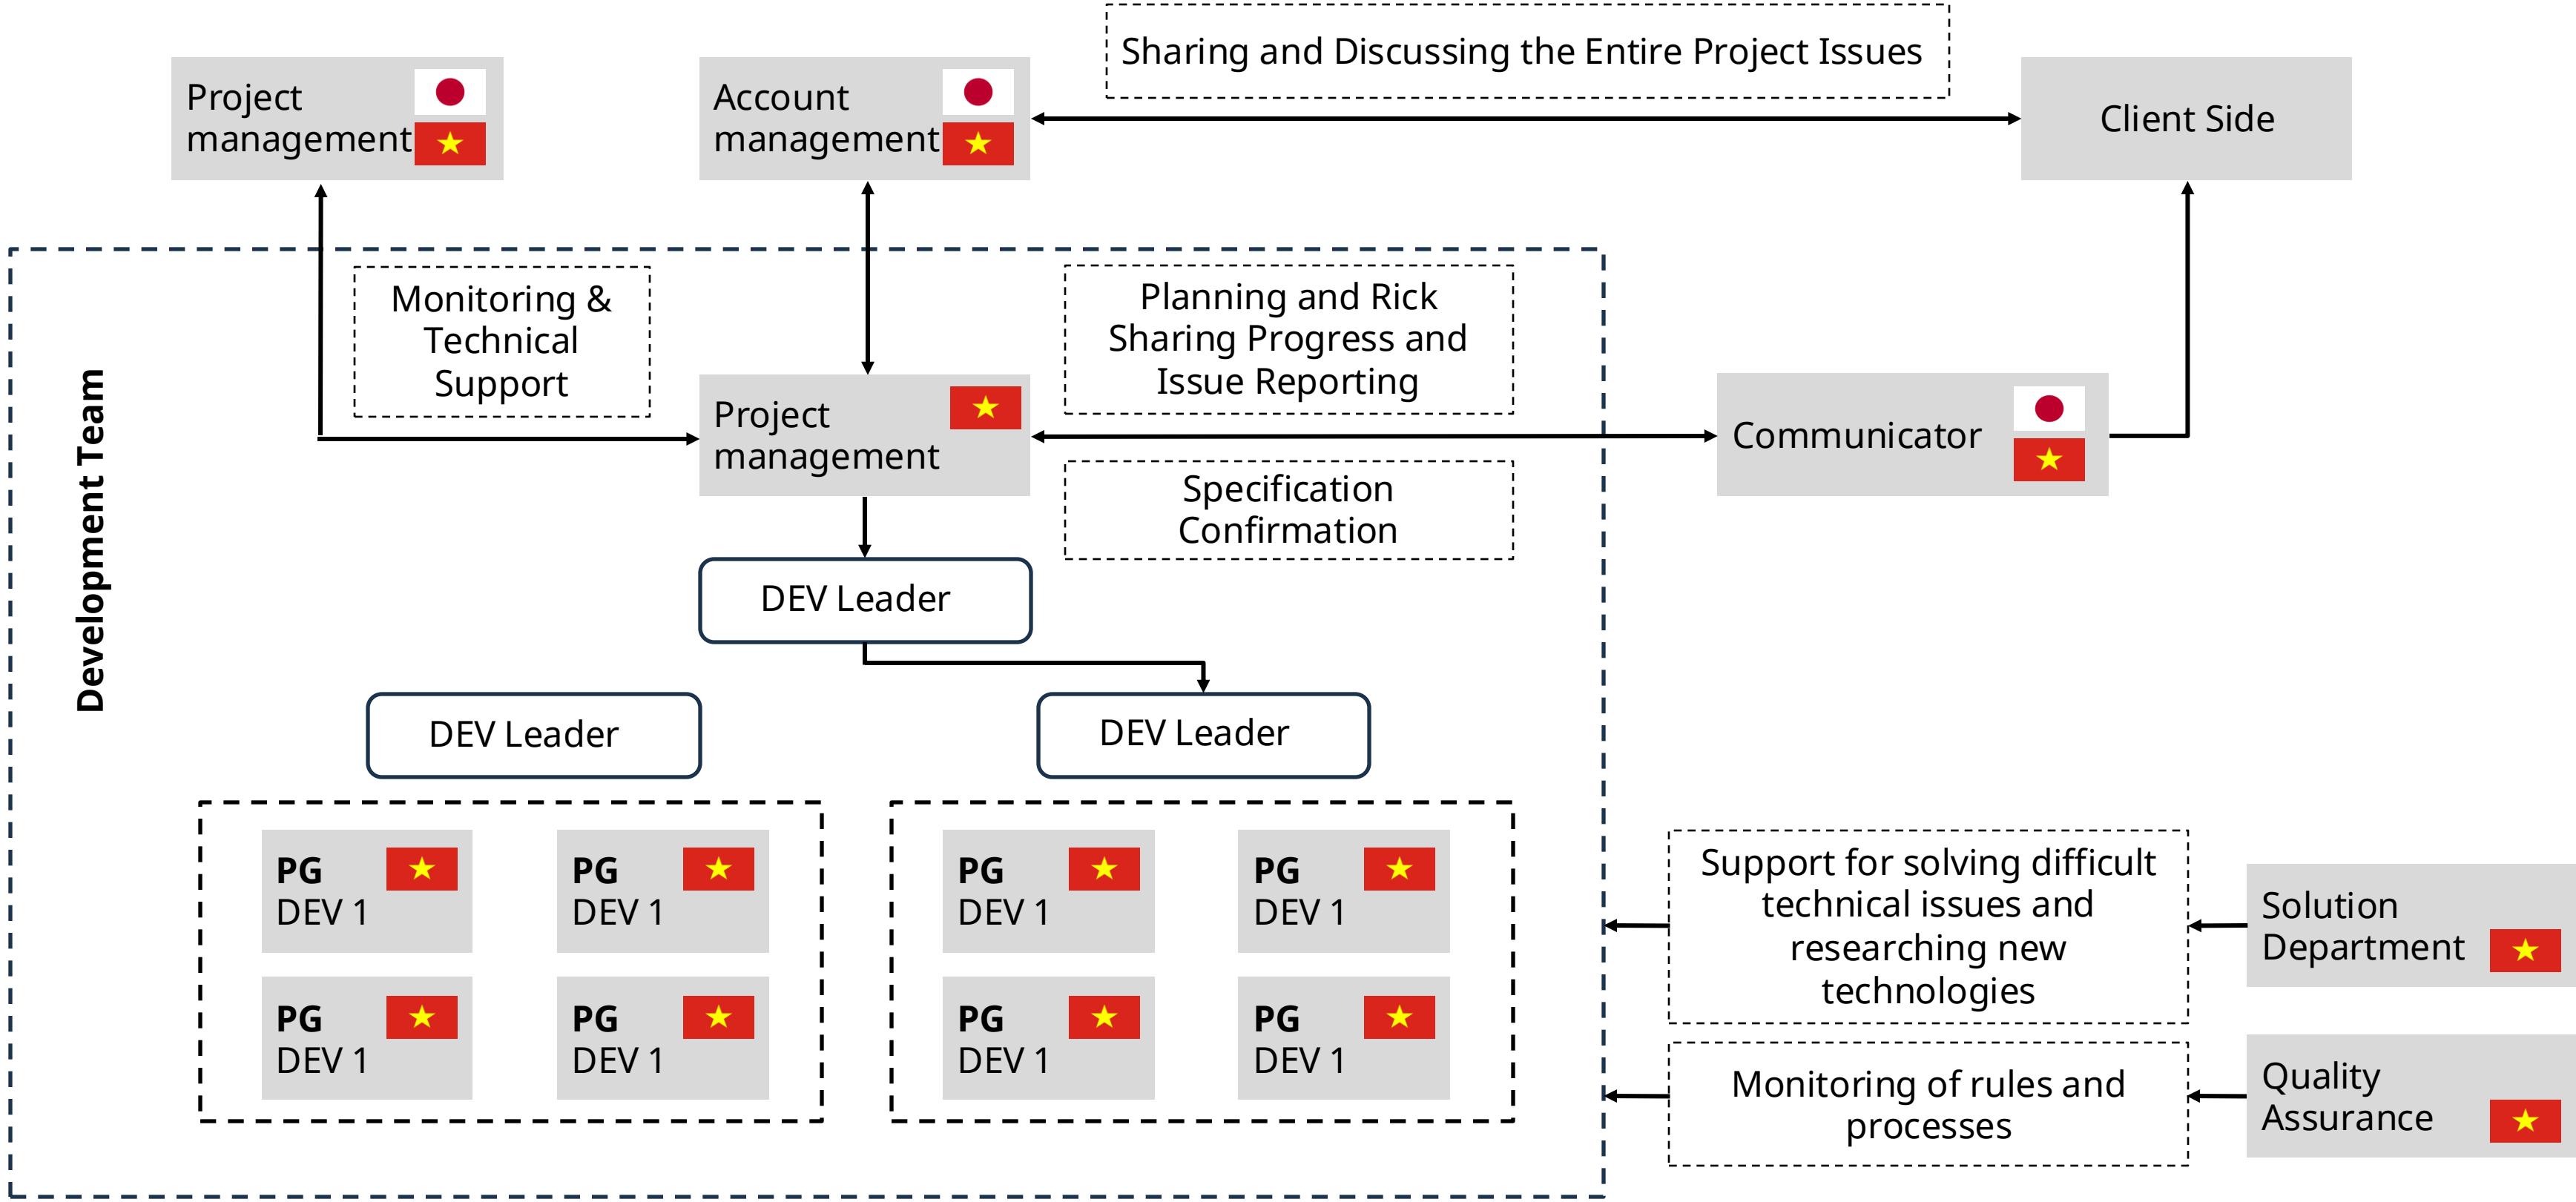 Sharing and Discussing the Entire Project Issues
Project
management
Account
management
Client Side
Monitoring &
Technical
Support
Planning and Rick
Sharing Progress and
Issue Reporting
Development Team
Project
management
Communicator
Specification
Confirmation
DEV Leader
DEV Leader
DEV Leader
PG
DEV 1
PG
DEV 1
PG
DEV 1
PG
DEV 1
PG
DEV 1
PG
DEV 1
PG
DEV 1
PG
DEV 1
Support for solving difficult
technical issues and
researching new
technologies
Solution
Department
Monitoring of rules and
processes
Quality
Assurance